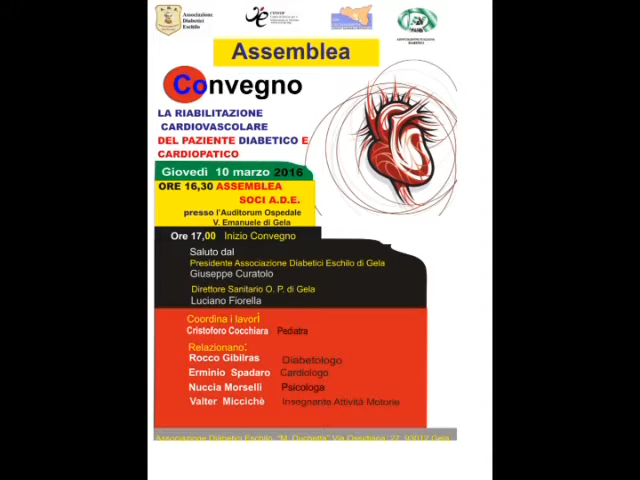 Associazione
Diabetici
Eschilo
Assemblea
Convegno
LA RIABILITAZIONE
CARDIOVASCOLARE
DEL PAZIENTE DIABETICO E
CARDIOPATICO
Giovedì 10 marzo 2016
ORE 16,30 ASSEMBLEA
SOCI A.D.E.
presso l'Auditorum Ospedale
V. Emanuele di Gela
Ore 17,00 Inizio Convegno
Saluto dal
Presidente Associazione Diabetici Eschilo di Gela
Giuseppe Curatolo
Direttore Sanitario O. P. di Gela
Luciano Fiorella
Coordina i lavori
Cristoforo Cocchiara Pediatra
Relazionano:
Rocco Gibilras Diabetologo
Erminio Spadaro Cardiologo
Nuccia Morselli Psicologa
Valter Miccichè Insegnante Attività Motorie
Associazione Diabetici Eschilo, "M. Duchetta" Via Ossidiana, 27, 93012 Gela